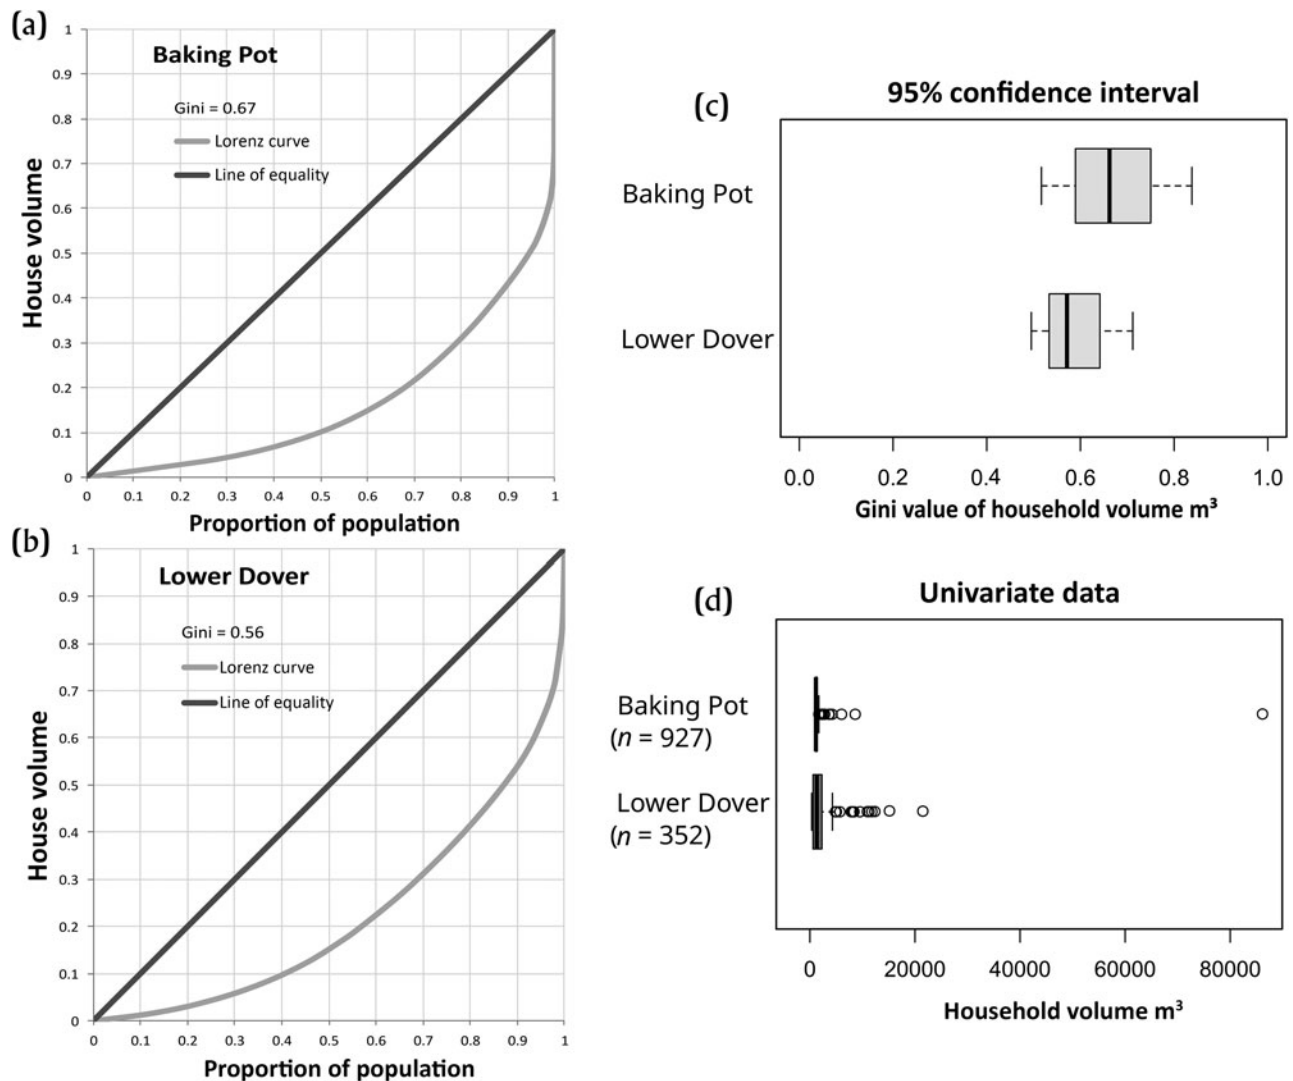 (a)
Baking Pot
Gini = 0.67
Lorenz curve
Line of equality
House volume
1
0.9
0.8
0.7
0.6
0.5
0.4
0.3
0.2
0.1
0
0 0.1 0.2 0.3 0.4 0.5 0.6 0.7 0.8 0.9 1
Proportion of population
(b)
Lower Dover
Gini = 0.56
Lorenz curve
Line of equality
House volume
1
0.9
0.8
0.7
0.6
0.5
0.4
0.3
0.2
0.1
0
0 0.1 0.2 0.3 0.4 0.5 0.6 0.7 0.8 0.9 1
Proportion of population
(c)
95% confidence interval
Baking Pot
Lower Dover
0.0 0.2 0.4 0.6 0.8 1.0
Gini value of household volume m³
(d)
Univariate data
Baking Pot
(n = 927)
Lower Dover
(n = 352)
0 20000 40000 60000 80000
Household volume m³